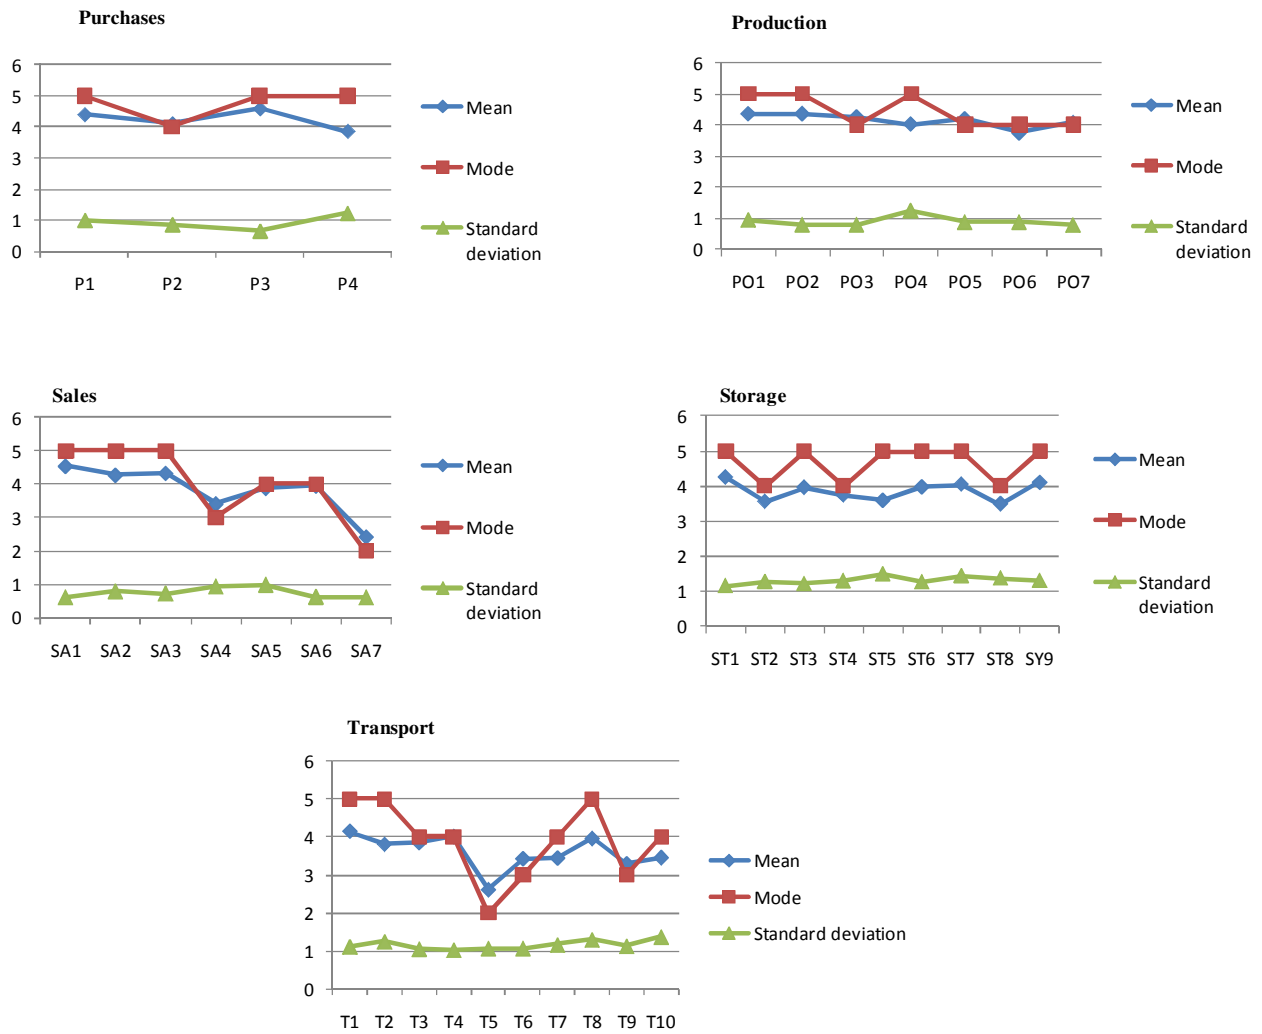 Purchases
6
5
4
3
2
1
0
P1 P2 P3 P4
Mean
Mode
Standard
deviation
Production
6
5
4
3
2
1
0
PO1 PO2 PO3 PO4 PO5 PO6 PO7
Mean
Mode
Standard
deviation
Sales
6
5
4
3
2
1
0
SA1 SA2 SA3 SA4 SA5 SA6 SA7
Mean
Mode
Standard
deviation
Storage
6
5
4
3
2
1
0
ST1 ST2 ST3 ST4 ST5 ST6 ST7 ST8 SY9
Mean
Mode
Standard
deviation
Transport
6
5
4
3
2
1
0
T1 T2 T3 T4 T5 T6 T7 T8 T9 T10
Mean
Mode
Standard deviation